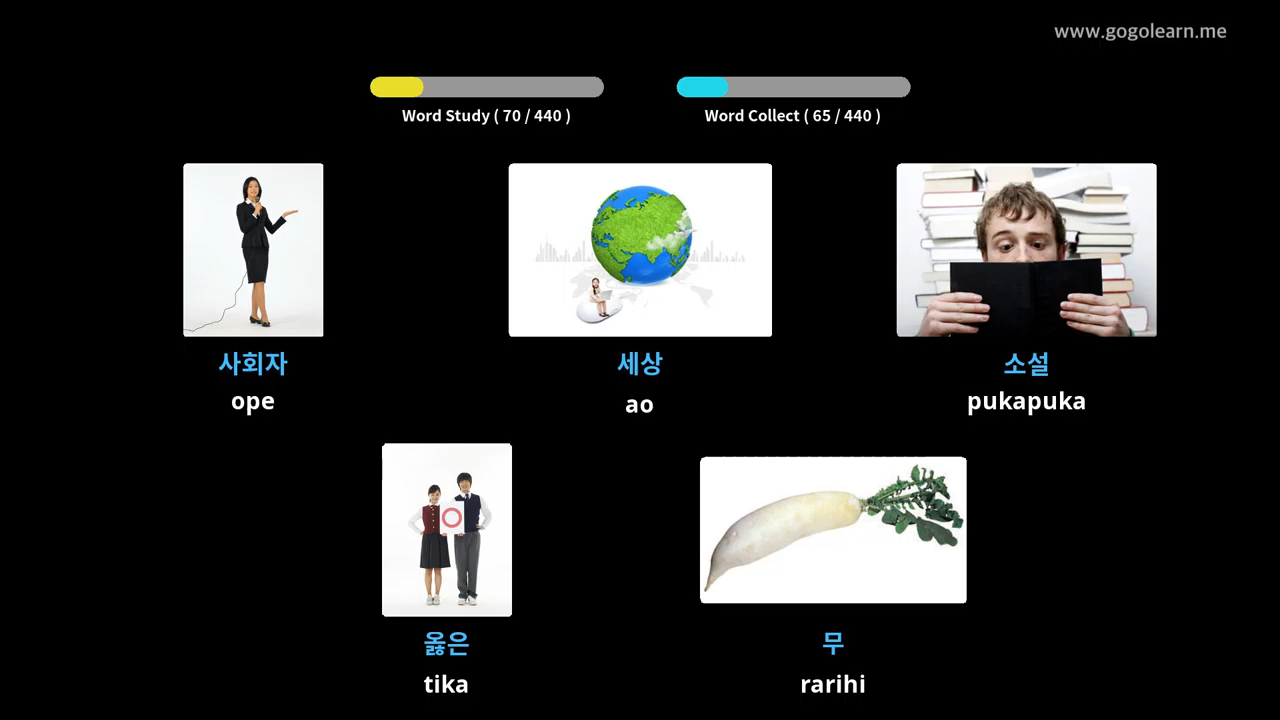 www.gogolearn.me
Word Study ( 70 / 440 )
Word Collect ( 65 / 440 )
사회자
ope
세상
ao
소설
pukapuka
옳은
tika
무
rarihi